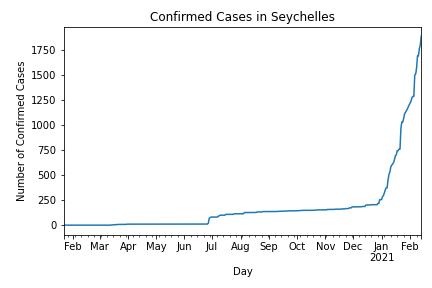 Confirmed Cases in Seychelles
Number of Confirmed Cases
1750
1500
1250
1000
750
500
250
0
Feb Mar Apr May Jun Jul Aug Sep Oct Nov Dec Jan Feb
2021
Day